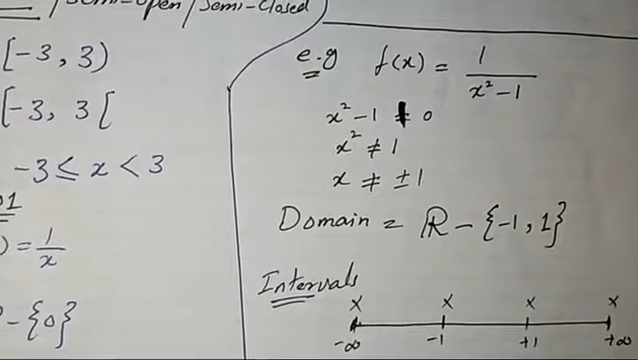 / Semi-Open / Semi-Closed
[-3, 3)
[-3, 3[
-3 ≤ x < 3
) = 1/x
- {0}
e.g f(x) = 1/(x² - 1)
x² - 1 ≠ 0
x² ≠ 1
x ≠ ±1
Domain = ℝ - {-1, 1}
Intervals
x x x x
-∞ -1 +1 +∞